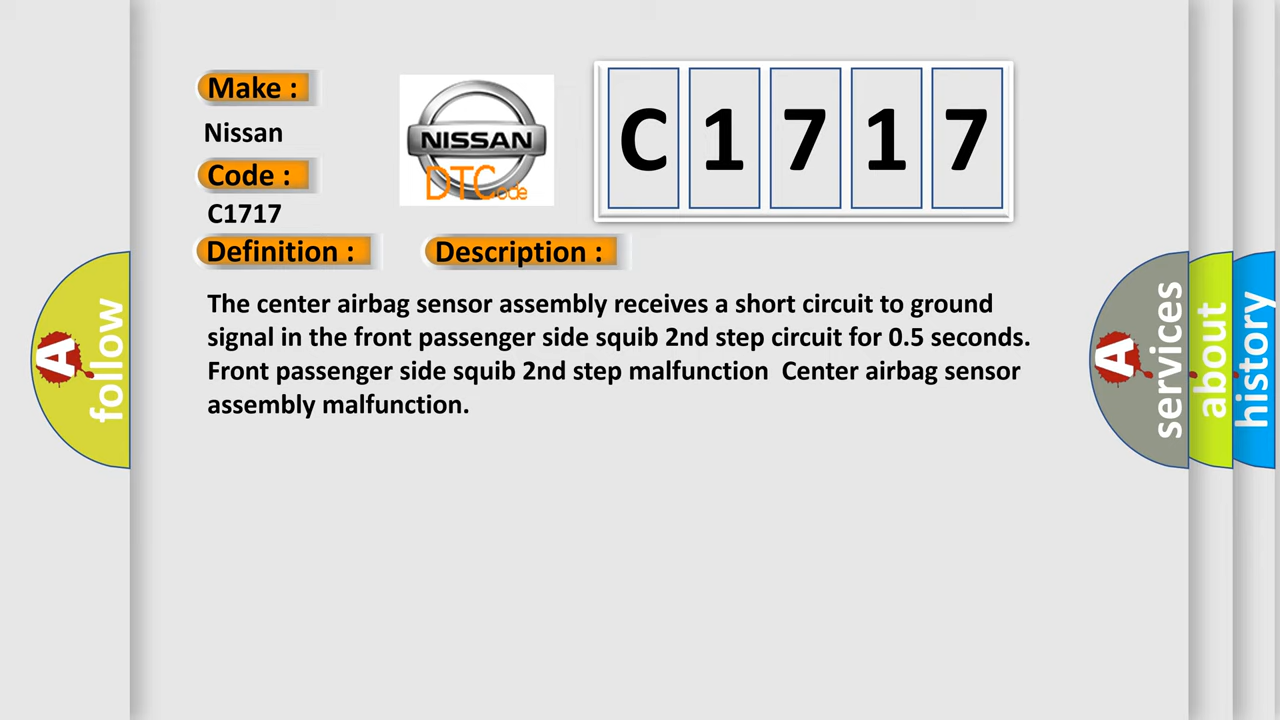 Make :
Nissan
Code :
C1717
NISSAN
DTCode
C1717
Definition :
Description :
The center airbag sensor assembly receives a short circuit to ground
signal in the front passenger side squib 2nd step circuit for 0.5 seconds.
Front passenger side squib 2nd step malfunction  Center airbag sensor
assembly malfunction.
A
follow
A
services
about
history